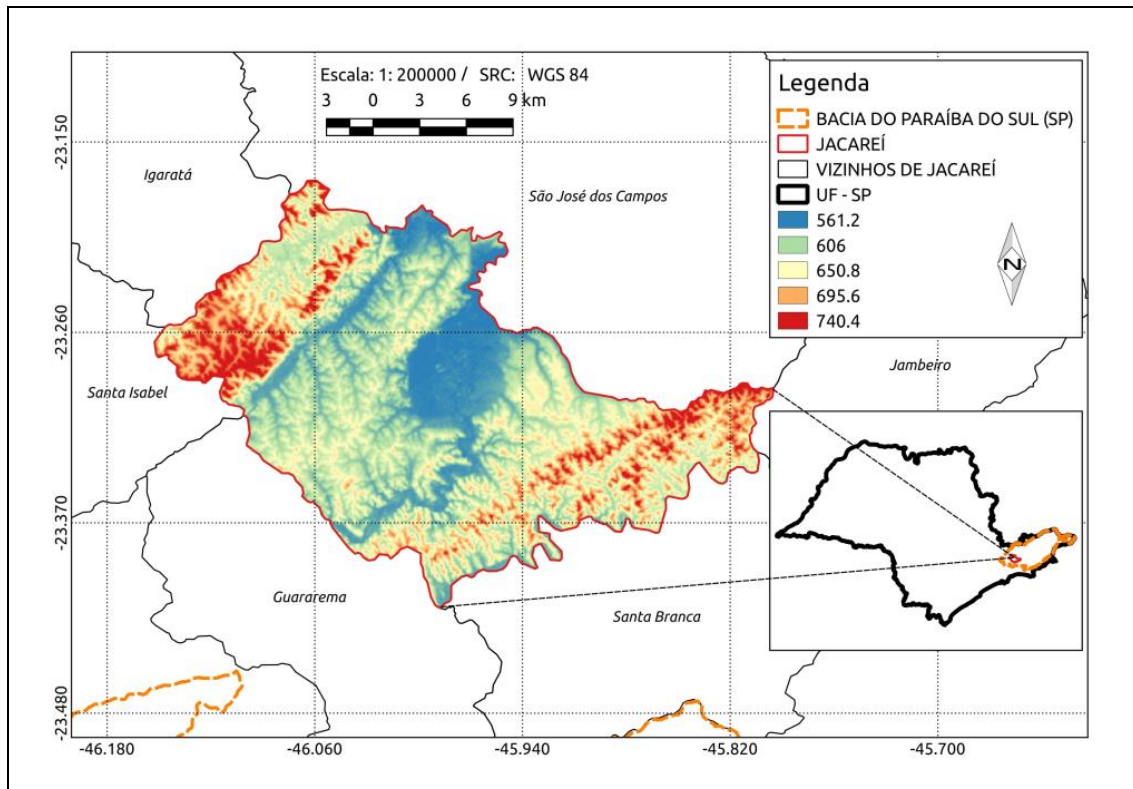 Escala: 1: 200000 / SRC: WGS 84
3 0 3 6 9 km
Legenda
BACIA DO PARAÍBA DO SUL (SP)
JACAREÍ
VIZINHOS DE JACAREÍ
UF - SP
561.2
606
650.8
695.6
740.4
N
Igaratá
São José dos Campos
Santa Isabel
Jambeiro
Guararema
Santa Branca
-23.150
-23.260
-23.370
-23.480
-46.180 -46.060 -45.940 -45.820 -45.700